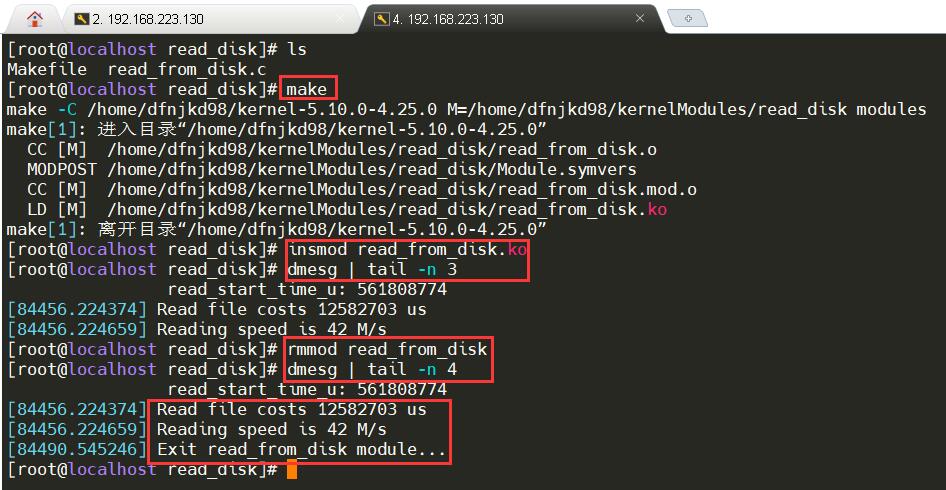 2. 192.168.223.130
4. 192.168.223.130
[root@localhost read_disk]# ls
Makefile  read_from_disk.c
[root@localhost read_disk]# make
make -C /home/dfnjkd98/kernel-5.10.0-4.25.0 M=/home/dfnjkd98/kernelModules/read_disk modules
make[1]: 进入目录“/home/dfnjkd98/kernel-5.10.0-4.25.0”
  CC [M]  /home/dfnjkd98/kernelModules/read_disk/read_from_disk.o
  MODPOST /home/dfnjkd98/kernelModules/read_disk/Module.symvers
  CC [M]  /home/dfnjkd98/kernelModules/read_disk/read_from_disk.mod.o
  LD [M]  /home/dfnjkd98/kernelModules/read_disk/read_from_disk.ko
make[1]: 离开目录“/home/dfnjkd98/kernel-5.10.0-4.25.0”
[root@localhost read_disk]# insmod read_from_disk.ko
[root@localhost read_disk]# dmesg | tail -n 3
                read_start_time_u: 561808774
[84456.224374] Read file costs 12582703 us
[84456.224659] Reading speed is 42 M/s
[root@localhost read_disk]# rmmod read_from_disk
[root@localhost read_disk]# dmesg | tail -n 4
                read_start_time_u: 561808774
[84456.224374] Read file costs 12582703 us
[84456.224659] Reading speed is 42 M/s
[84490.545246] Exit read_from_disk module...
[root@localhost read_disk]#